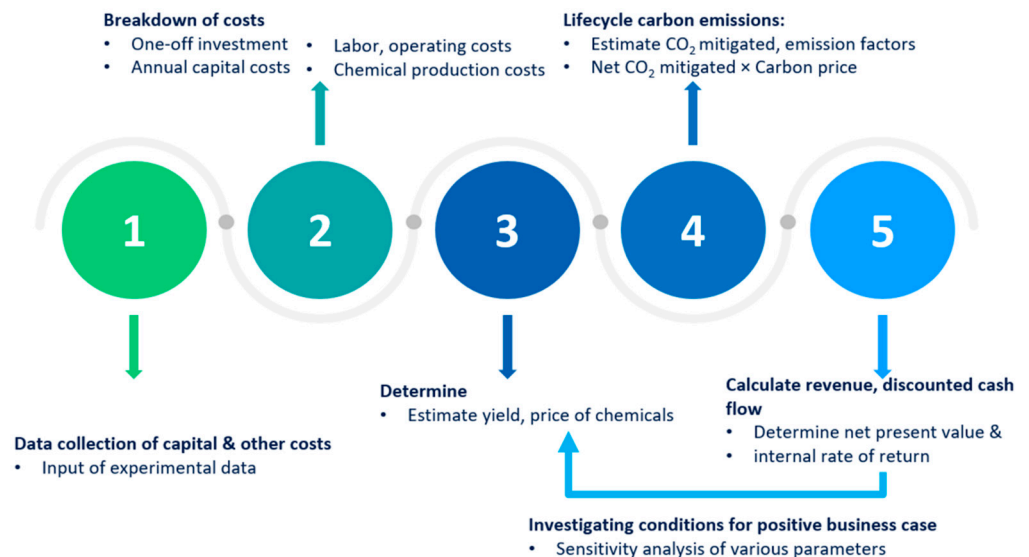 Breakdown of costs
• One-off investment
• Annual capital costs
• Labor, operating costs
• Chemical production costs
Lifecycle carbon emissions:
• Estimate CO₂ mitigated, emission factors
• Net CO₂ mitigated × Carbon price
1
2
3
4
5
Data collection of capital & other costs
• Input of experimental data
Determine
• Estimate yield, price of chemicals
Calculate revenue, discounted cash
flow
• Determine net present value &
• internal rate of return
Investigating conditions for positive business case
• Sensitivity analysis of various parameters